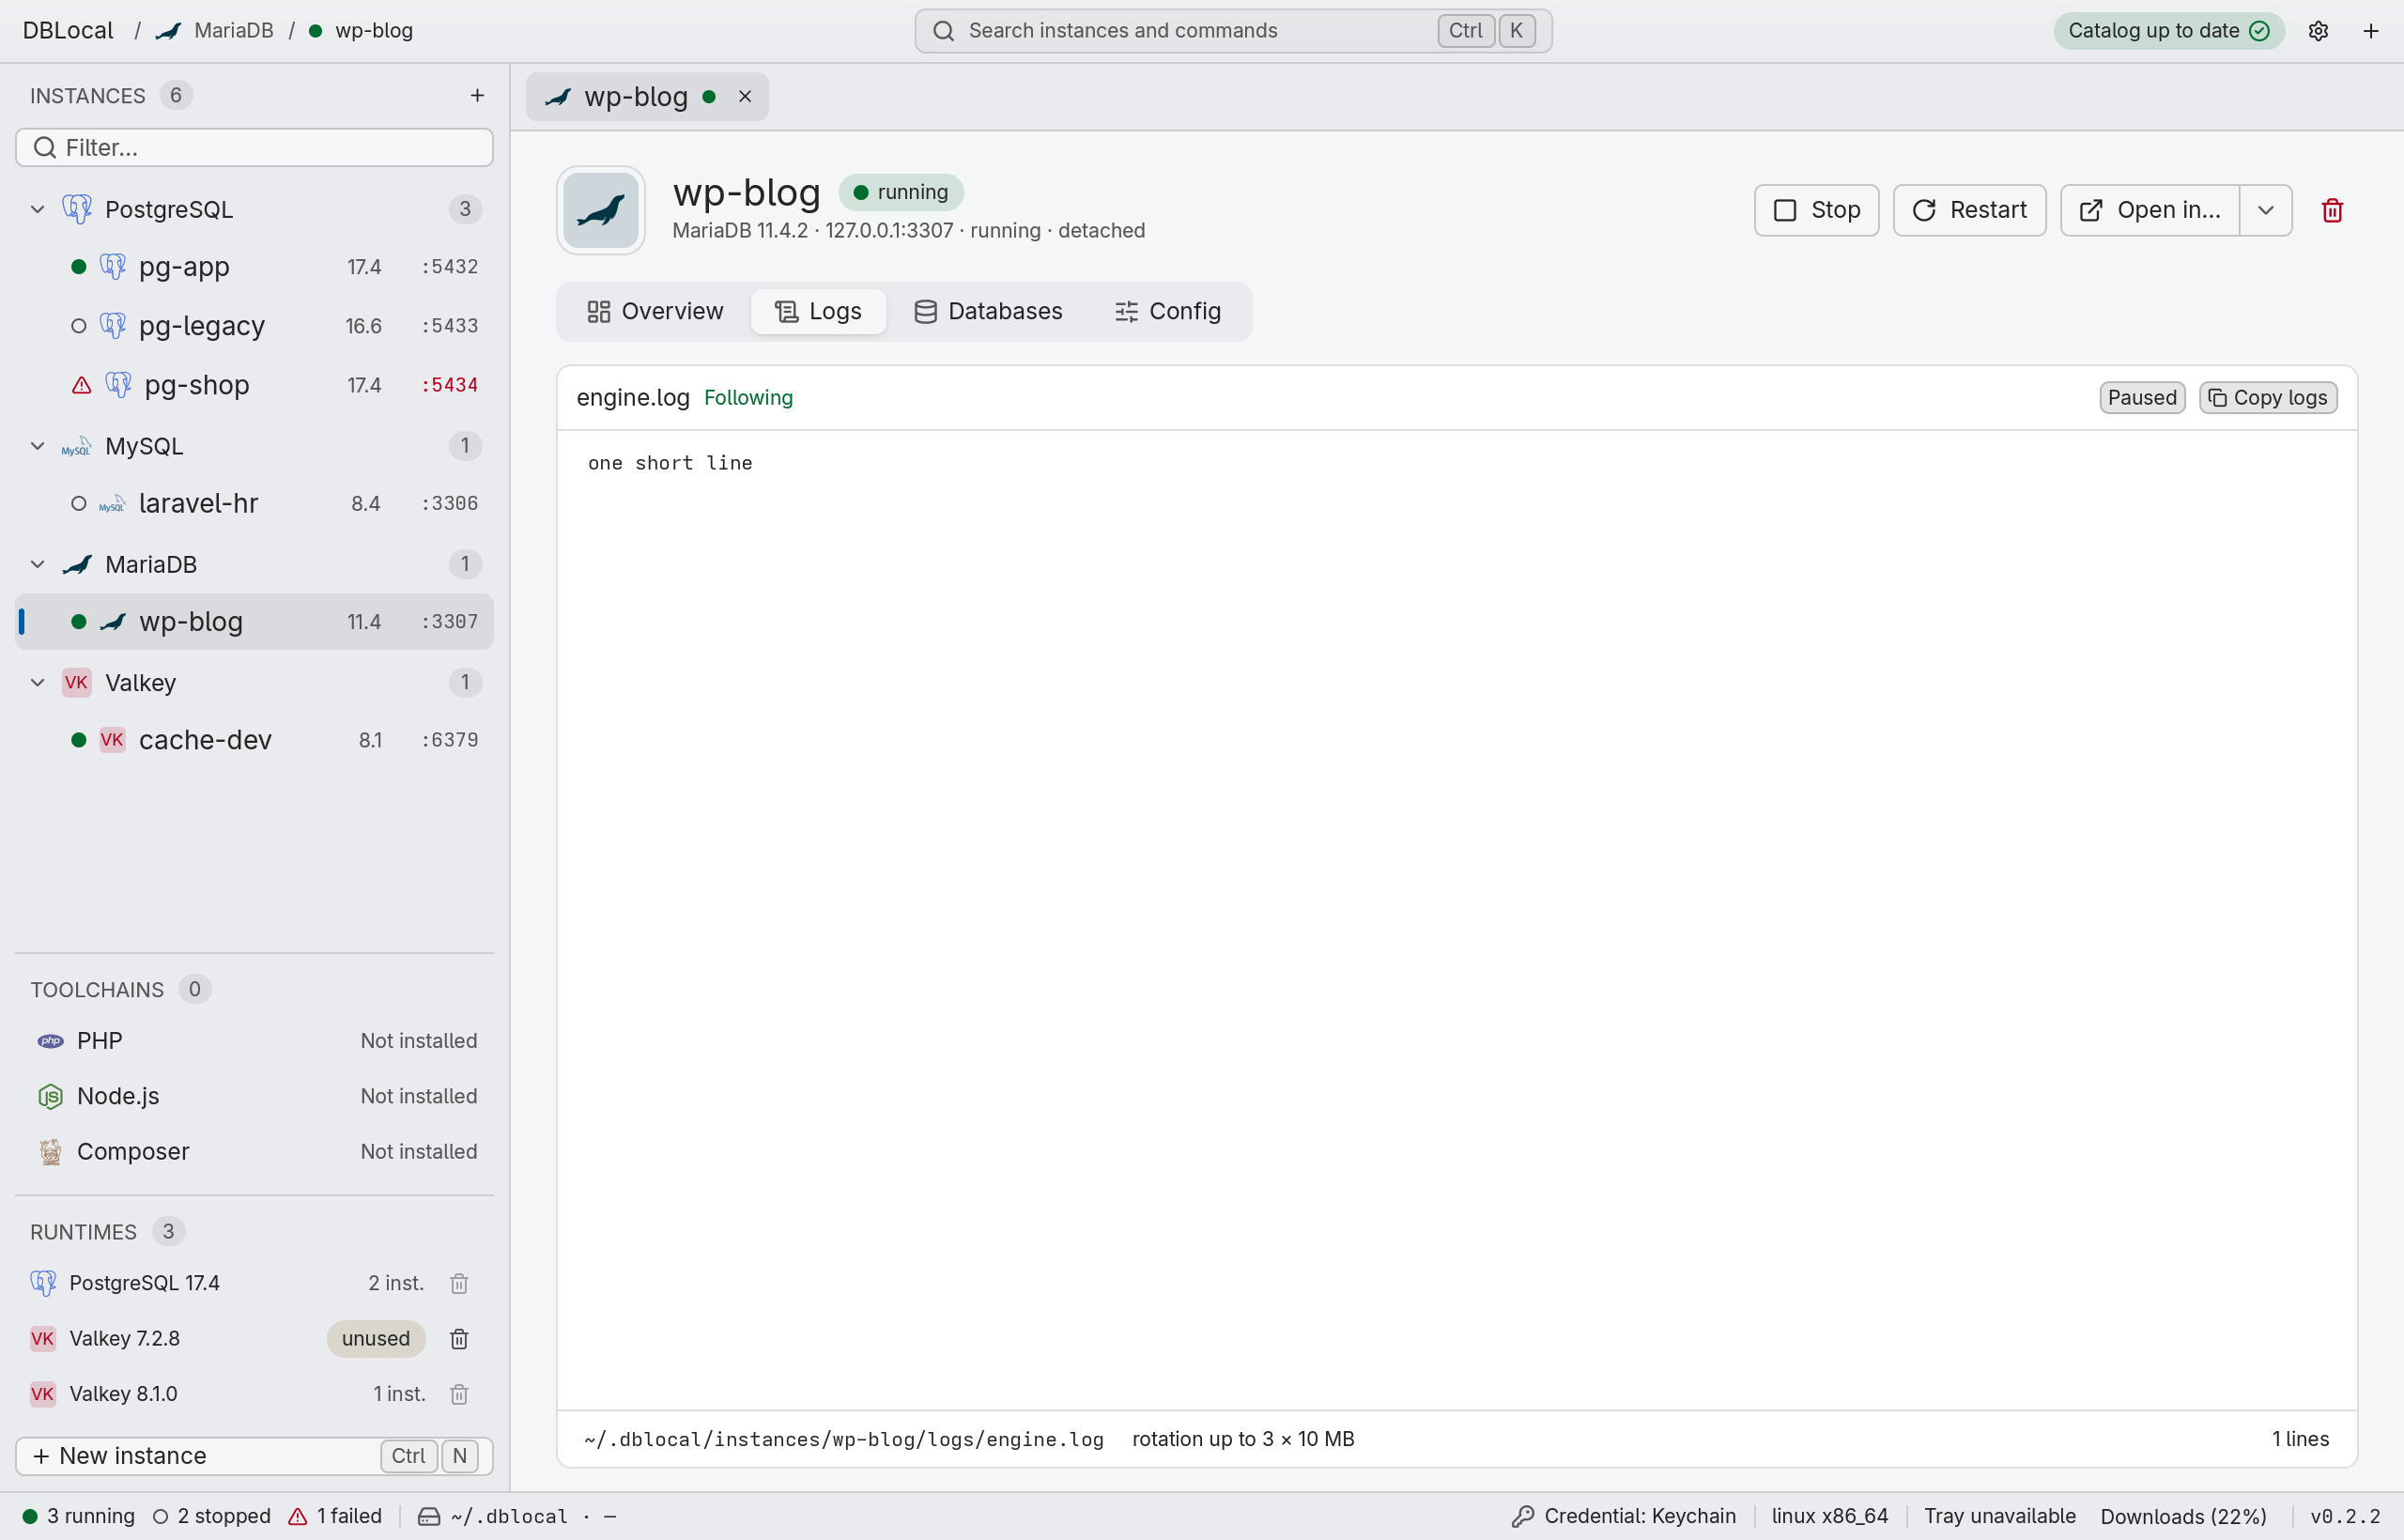 DBLocal / MariaDB / wp-blog
Search instances and commands Ctrl K
Catalog up to date
INSTANCES 6
Filter...
PostgreSQL 3
pg-app 17.4 :5432
pg-legacy 16.6 :5433
pg-shop 17.4 :5434
MySQL MySQL 1
MySQL laravel-hr 8.4 :3306
MariaDB 1
wp-blog 11.4 :3307
VK Valkey 1
VK cache-dev 8.1 :6379
TOOLCHAINS 0
php PHP Not installed
JS Node.js Not installed
Composer Not installed
RUNTIMES 3
PostgreSQL 17.4 2 inst.
VK Valkey 7.2.8 unused
VK Valkey 8.1.0 1 inst.
+ New instance Ctrl N
wp-blog
wp-blog running
MariaDB 11.4.2 · 127.0.0.1:3307 · running · detached
Stop Restart Open in...
Overview Logs Databases Config
engine.log Following Paused Copy logs
one short line
~/.dblocal/instances/wp-blog/logs/engine.log rotation up to 3 × 10 MB 1 lines
3 running 2 stopped 1 failed ~/.dblocal · —
Credential: Keychain linux x86_64 Tray unavailable Downloads (22%) v0.2.2